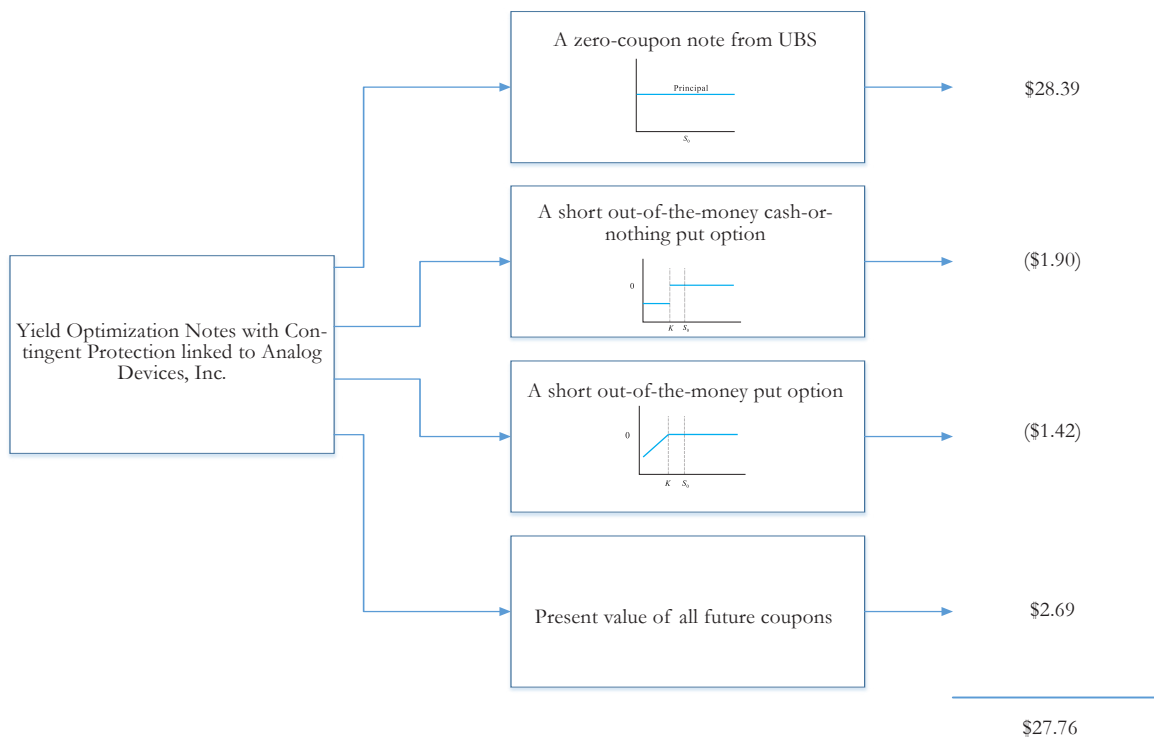 A zero-coupon note from UBS
Principal
S0
$28.39
A short out-of-the-money cash-or-
nothing put option
0
K
S0
($1.90)
Yield Optimization Notes with Con-
tingent Protection linked to Analog
Devices, Inc.
A short out-of-the-money put option
0
K
S0
($1.42)
Present value of all future coupons
$2.69
$27.76